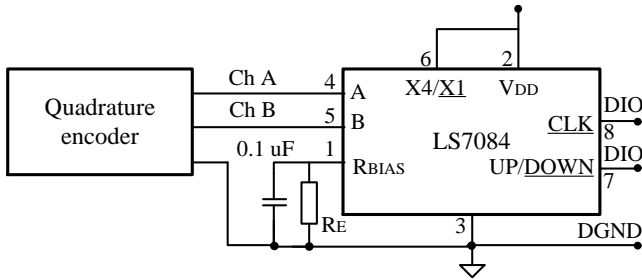 6
2
Ch A
4
X4/X1
VDD
A
DIO
Quadrature
encoder
Ch B
5
B
CLK
8
LS7084
0.1 uF
1
RBIAS
UP/DOWN
DIO
7
RE
3
DGND